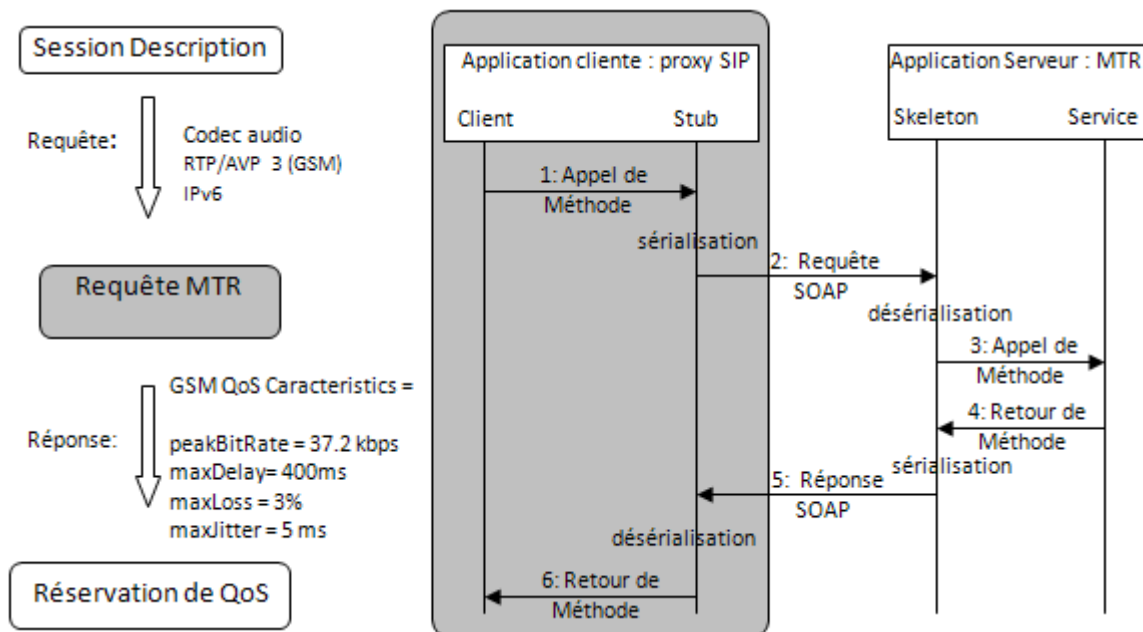 Session Description
Requête:
Codec audio
RTP/AVP 3 (GSM)
IPv6
Requête MTR
GSM QoS Caracteristics =
Réponse:
peakBitRate = 37.2 kbps
maxDelay= 400ms
maxLoss = 3%
maxJitter = 5 ms
Réservation de QoS
Application cliente : proxy SIP
Client
Stub
Application Serveur : MTR
Skeleton
Service
1: Appel de
Méthode
sérialisation
2: Requête
SOAP
désérialisation
3: Appel de
Méthode
4: Retour de
Méthode
sérialisation
5: Réponse
SOAP
désérialisation
6: Retour de
Méthode